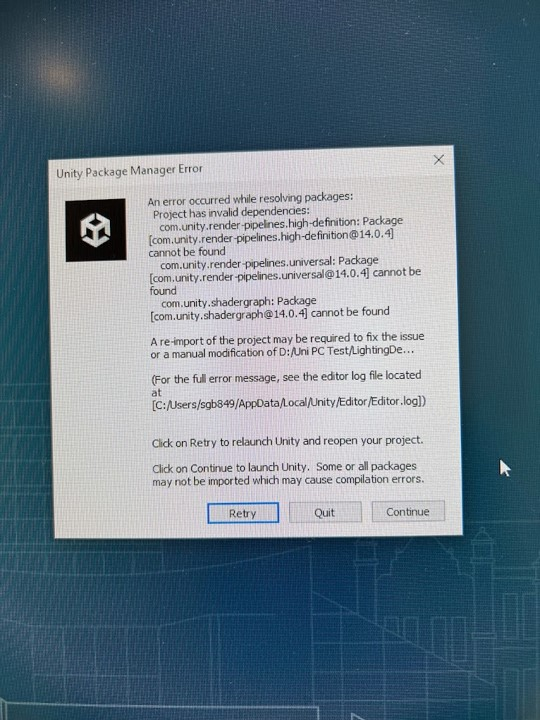 Unity Package Manager Error
An error occurred while resolving packages:
Project has invalid dependencies:
com.unity.render-pipelines.high-definition: Package
[com.unity.render-pipelines.high-definition@14.0.4]
cannot be found
com.unity.render-pipelines.universal: Package
[com.unity.render-pipelines.universal@14.0.4] cannot be
found
com.unity.shadergraph: Package
[com.unity.shadergraph@14.0.4] cannot be found
A re-import of the project may be required to fix the issue
or a manual modification of D:/Uni PC Test/LightingDe...
(For the full error message, see the editor log file located
at
[C:/Users/sgb849/AppData/Local/Unity/Editor/Editor.log])
Click on Retry to relaunch Unity and reopen your project.
Click on Continue to launch Unity. Some or all packages
may not be imported which may cause compilation errors.
Retry
Quit
Continue